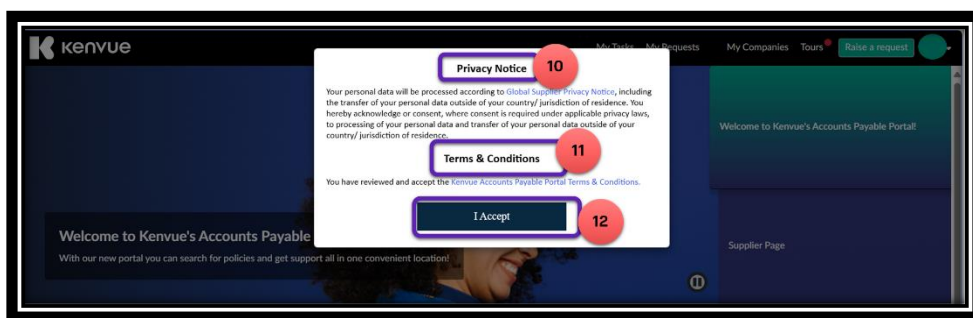 kenvue
My Tasks My Requests My Companies Tours Raise a request
Privacy Notice 10
Your personal data will be processed according to Global Supplier Privacy Notice, including
the transfer of your personal data outside of your country/ jurisdiction of residence. You
hereby acknowledge or consent, where consent is required under applicable privacy laws,
to processing of your personal data and transfer of your personal data outside of your
country/ jurisdiction of residence.
Terms & Conditions 11
You have reviewed and accept the Kenvue Accounts Payable Portal Terms & Conditions.
I Accept 12
Welcome to Kenvue's Accounts Payable
With our new portal you can search for policies and get support all in one convenient location!
Welcome to Kenvue's Accounts Payable Portal!
Supplier Page